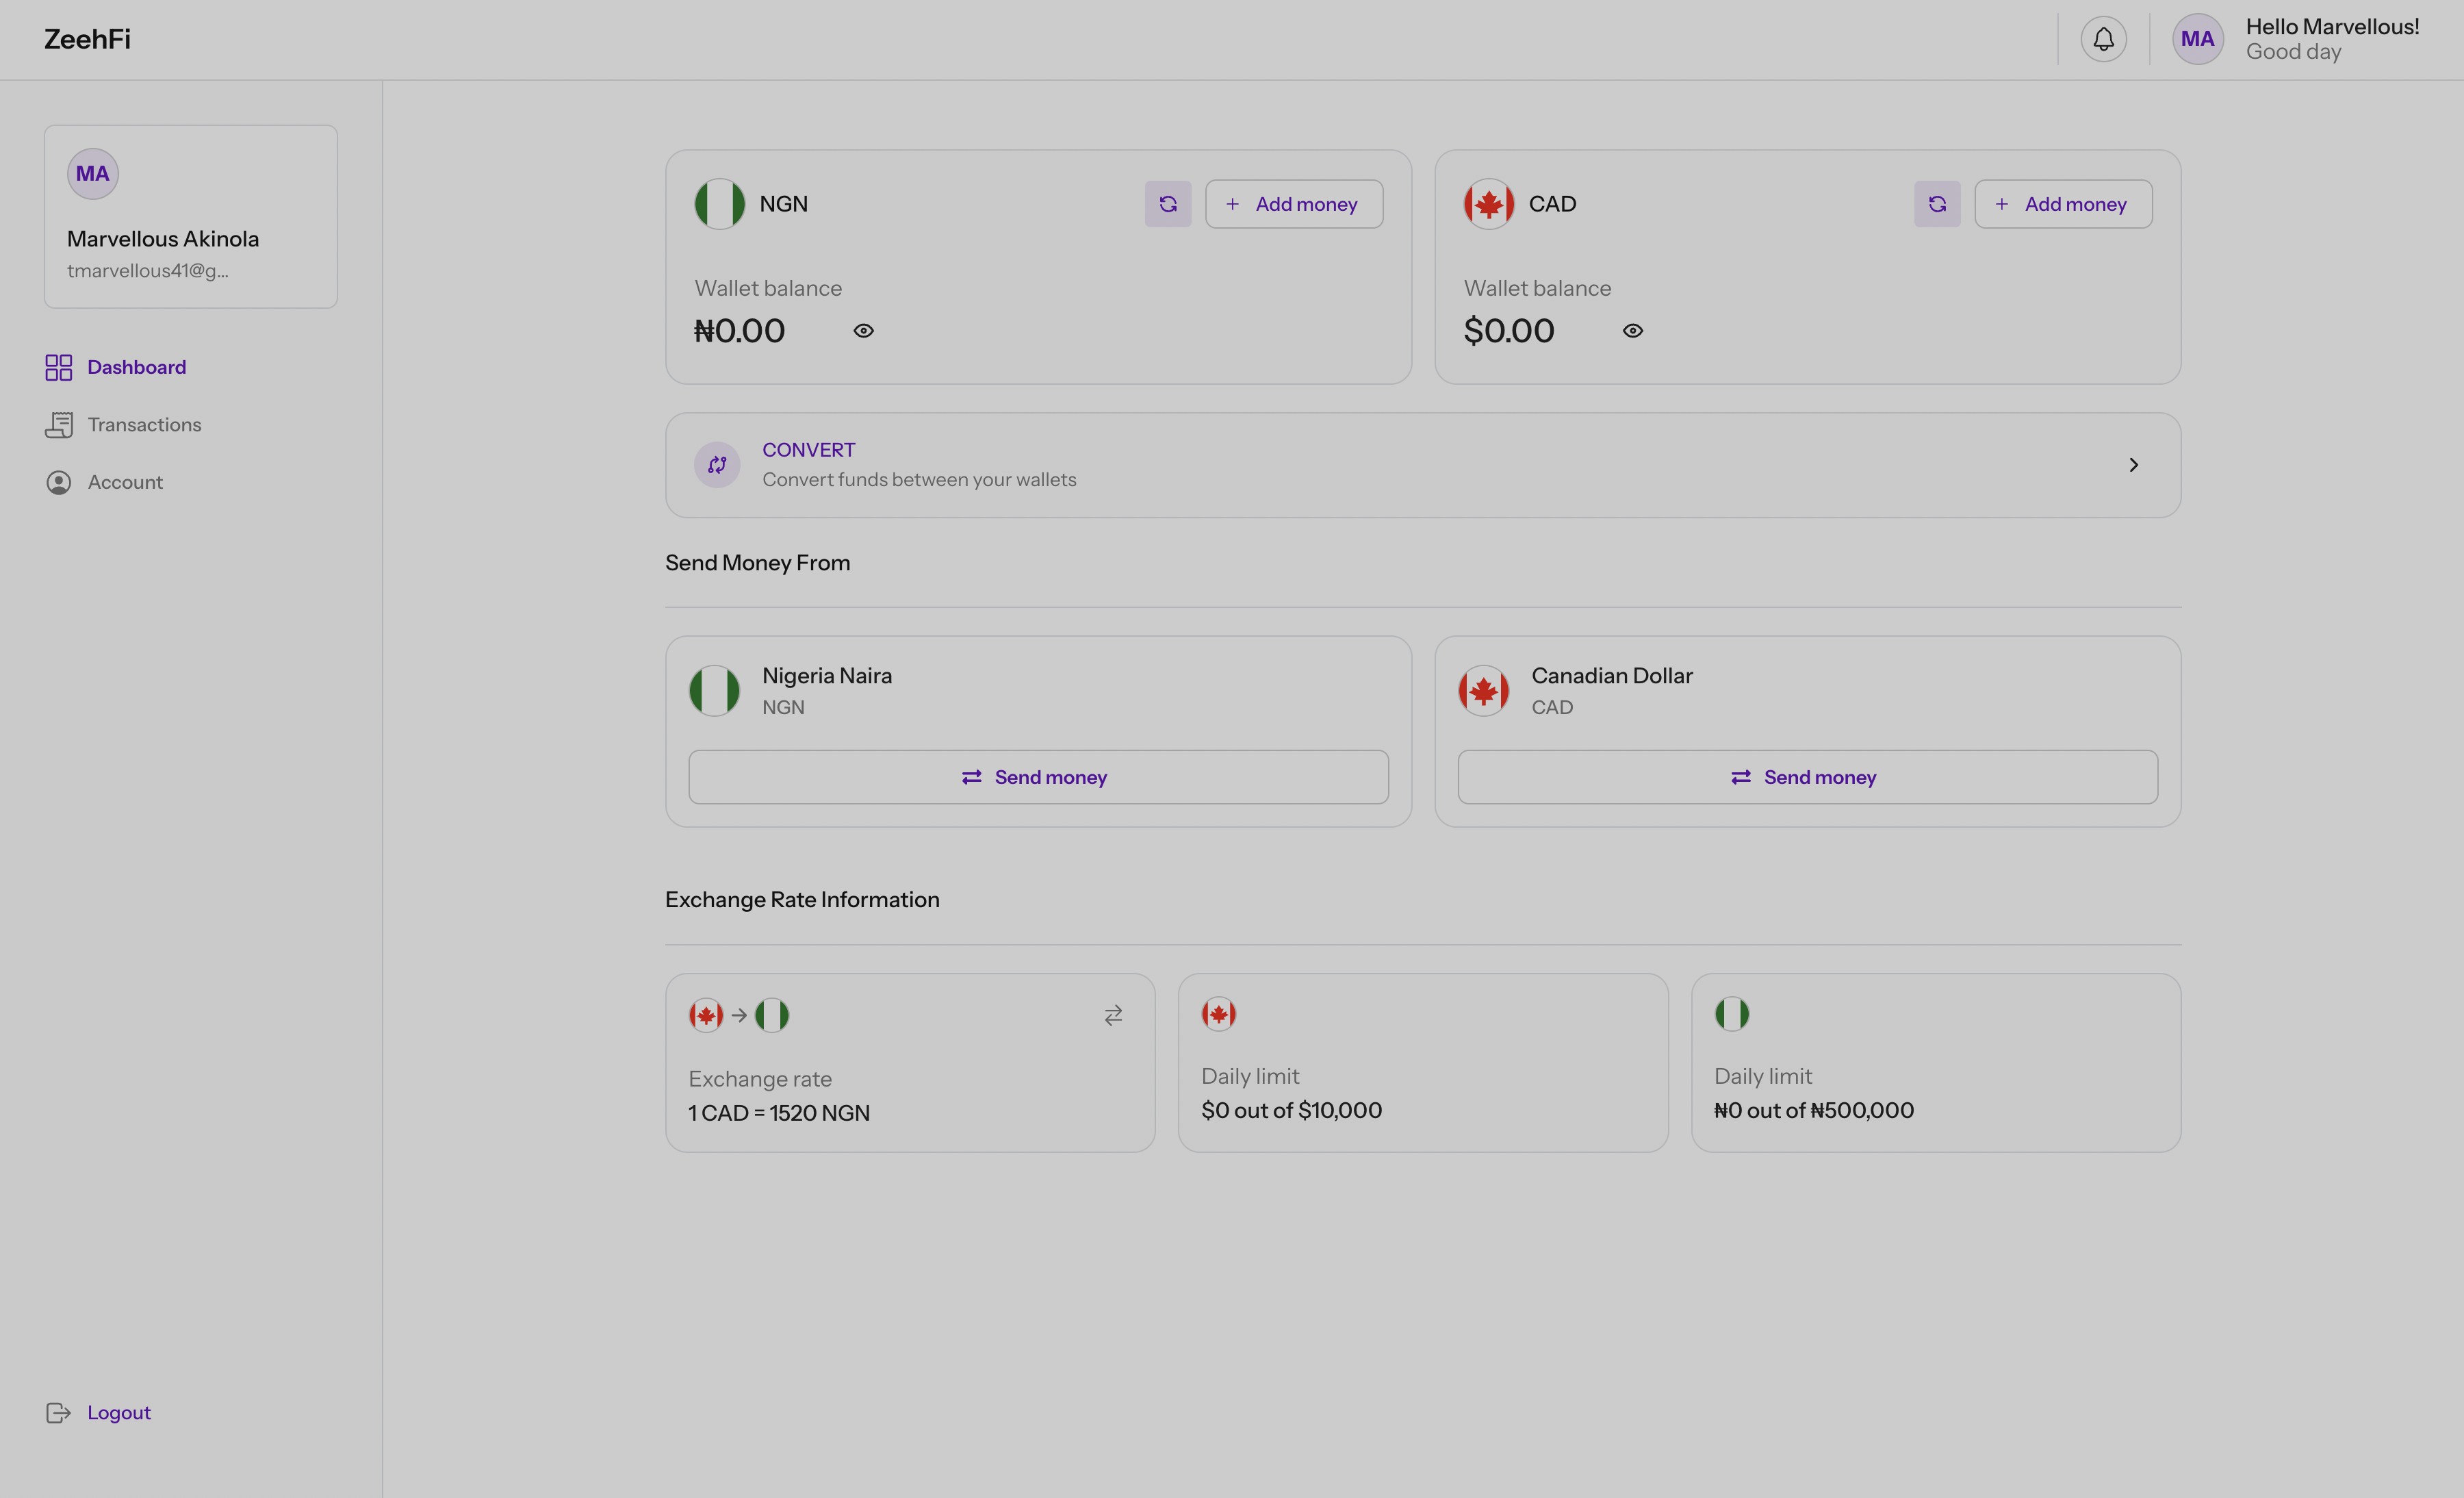 ZeehFi
MA
Hello Marvellous!
Good day
MA
Marvellous Akinola
tmarvellous41@g...
Dashboard
Transactions
Account
Logout
NGN
+ Add money
Wallet balance
₦0.00
CAD
+ Add money
Wallet balance
$0.00
CONVERT
Convert funds between your wallets
Send Money From
Nigeria Naira
NGN
Send money
Canadian Dollar
CAD
Send money
Exchange Rate Information
Exchange rate
1 CAD = 1520 NGN
Daily limit
$0 out of $10,000
Daily limit
₦0 out of ₦500,000